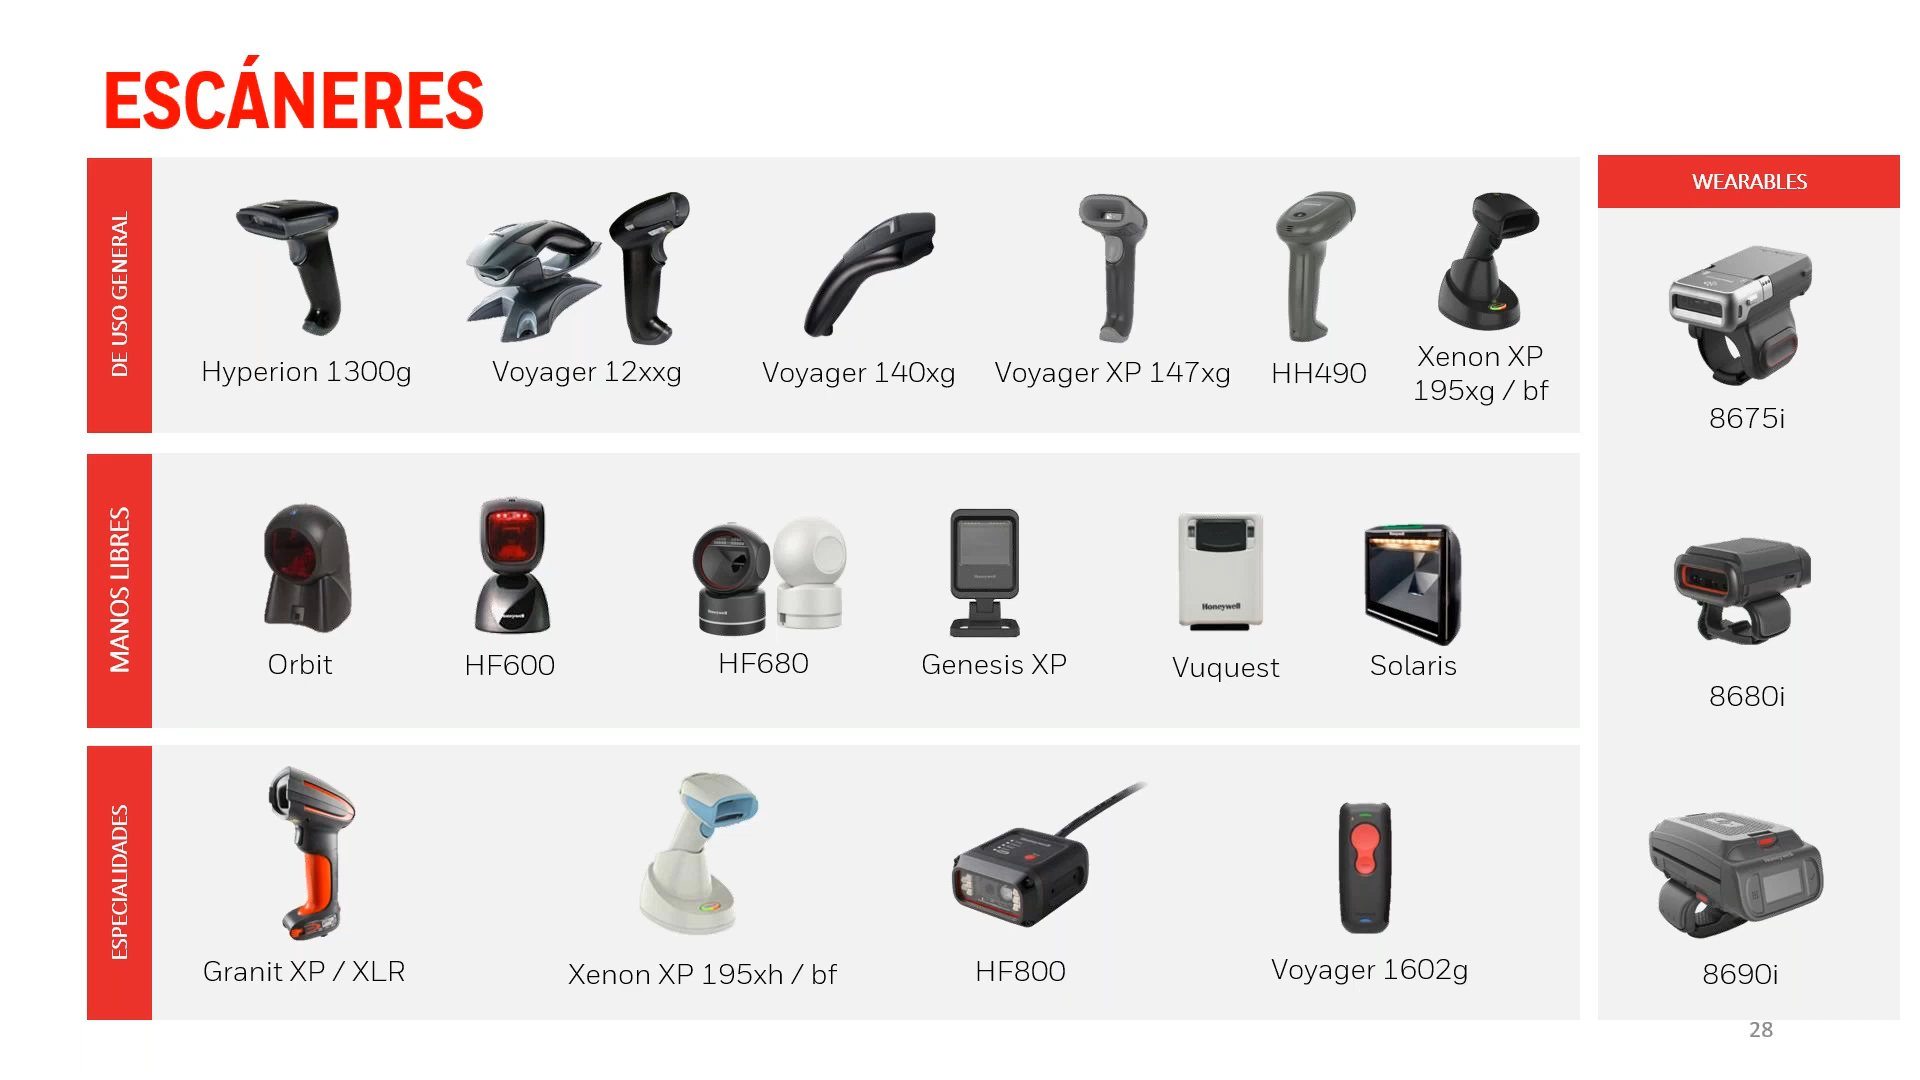 ESCÁNERES
DE USO GENERAL
Hyperion 1300g
Voyager 12xxg
Voyager 140xg
Voyager XP 147xg
HH490
Xenon XP
195xg / bf
MANOS LIBRES
Orbit
HF600
HF680
Genesis XP
Honeywell
Vuquest
Solaris
ESPECIALIDADES
Granit XP / XLR
Xenon XP 195xh / bf
HF800
Voyager 1602g
WEARABLES
8675i
8680i
8690i
28